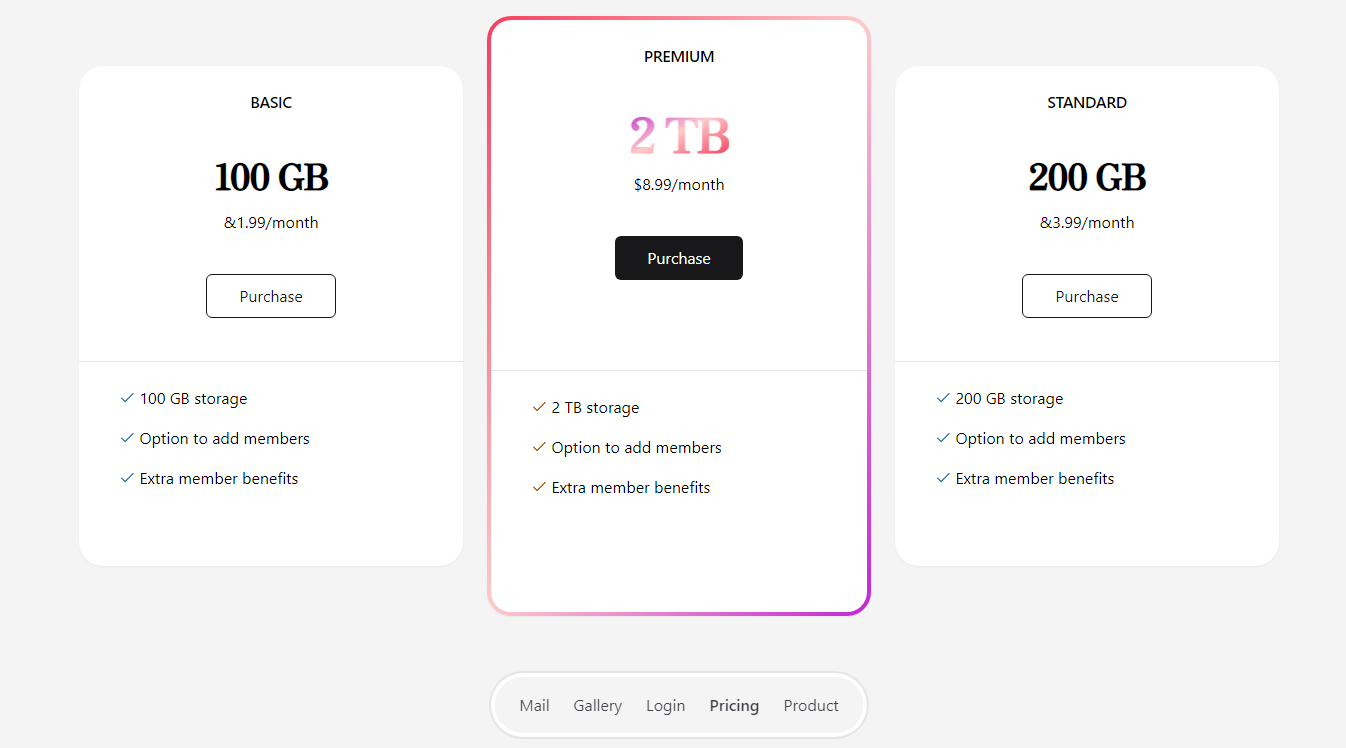 BASIC
100 GB
&1.99/month
Purchase
100 GB storage
Option to add members
Extra member benefits
PREMIUM
2 TB
$8.99/month
Purchase
2 TB storage
Option to add members
Extra member benefits
STANDARD
200 GB
&3.99/month
Purchase
200 GB storage
Option to add members
Extra member benefits
Mail Gallery Login Pricing Product